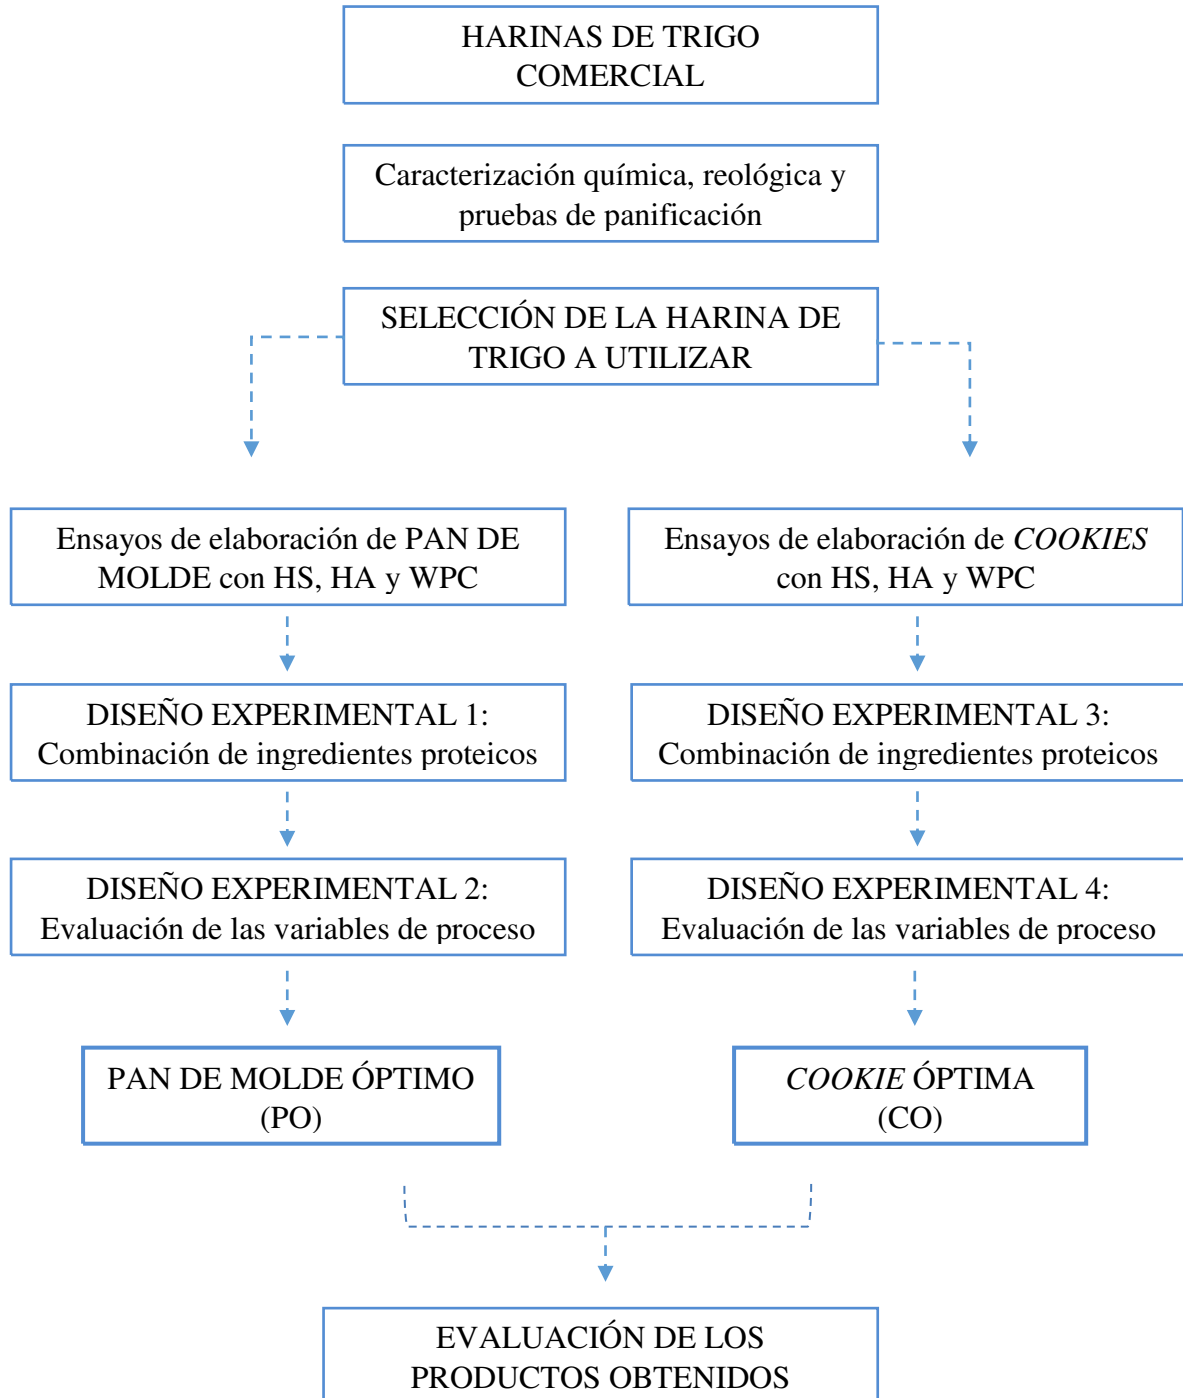 HARINAS DE TRIGO
COMERCIAL
Caracterización química, reológica y
pruebas de panificación
SELECCIÓN DE LA HARINA DE
TRIGO A UTILIZAR
Ensayos de elaboración de PAN DE
MOLDE con HS, HA y WPC
Ensayos de elaboración de COOKIES
con HS, HA y WPC
DISEÑO EXPERIMENTAL 1:
Combinación de ingredientes proteicos
DISEÑO EXPERIMENTAL 3:
Combinación de ingredientes proteicos
DISEÑO EXPERIMENTAL 2:
Evaluación de las variables de proceso
DISEÑO EXPERIMENTAL 4:
Evaluación de las variables de proceso
PAN DE MOLDE ÓPTIMO
(PO)
COOKIE ÓPTIMA
(CO)
EVALUACIÓN DE LOS
PRODUCTOS OBTENIDOS